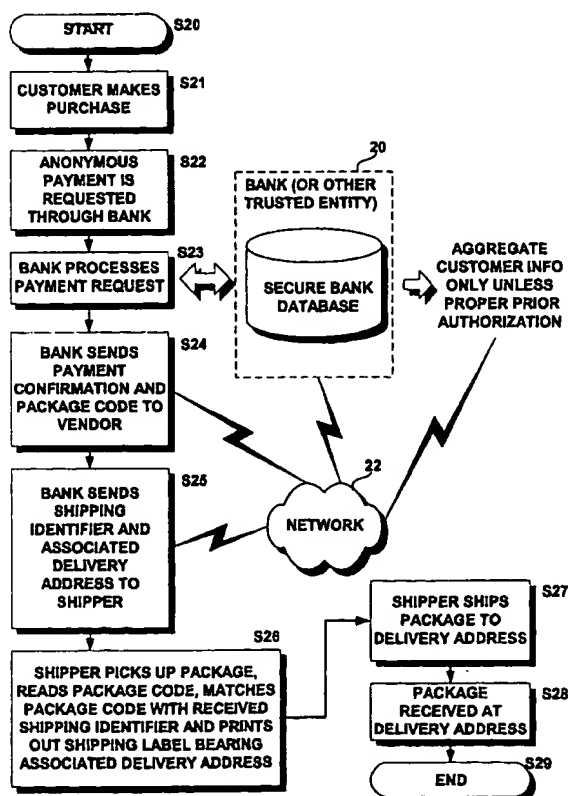 START
S20
CUSTOMER MAKES
PURCHASE
S21
ANONYMOUS
PAYMENT IS
REQUESTED
THROUGH BANK
S22
BANK PROCESSES
PAYMENT REQUEST
S23
20
BANK (OR OTHER
TRUSTED ENTITY)
SECURE BANK
DATABASE
AGGREGATE
CUSTOMER INFO
ONLY UNLESS
PROPER PRIOR
AUTHORIZATION
BANK SENDS
PAYMENT
CONFIRMATION AND
PACKAGE CODE TO
VENDOR
S24
BANK SENDS
SHIPPING
IDENTIFIER AND
ASSOCIATED
DELIVERY
ADDRESS TO
SHIPPER
S25
22
NETWORK
SHIPPER PICKS UP PACKAGE,
READS PACKAGE CODE, MATCHES
PACKAGE CODE WITH RECEIVED
SHIPPING IDENTIFIER AND PRINTS
OUT SHIPPING LABEL BEARING
ASSOCIATED DELIVERY ADDRESS
S26
SHIPPER SHIPS
PACKAGE TO
DELIVERY ADDRESS
S27
PACKAGE
RECEIVED AT
DELIVERY ADDRESS
S28
END
S29